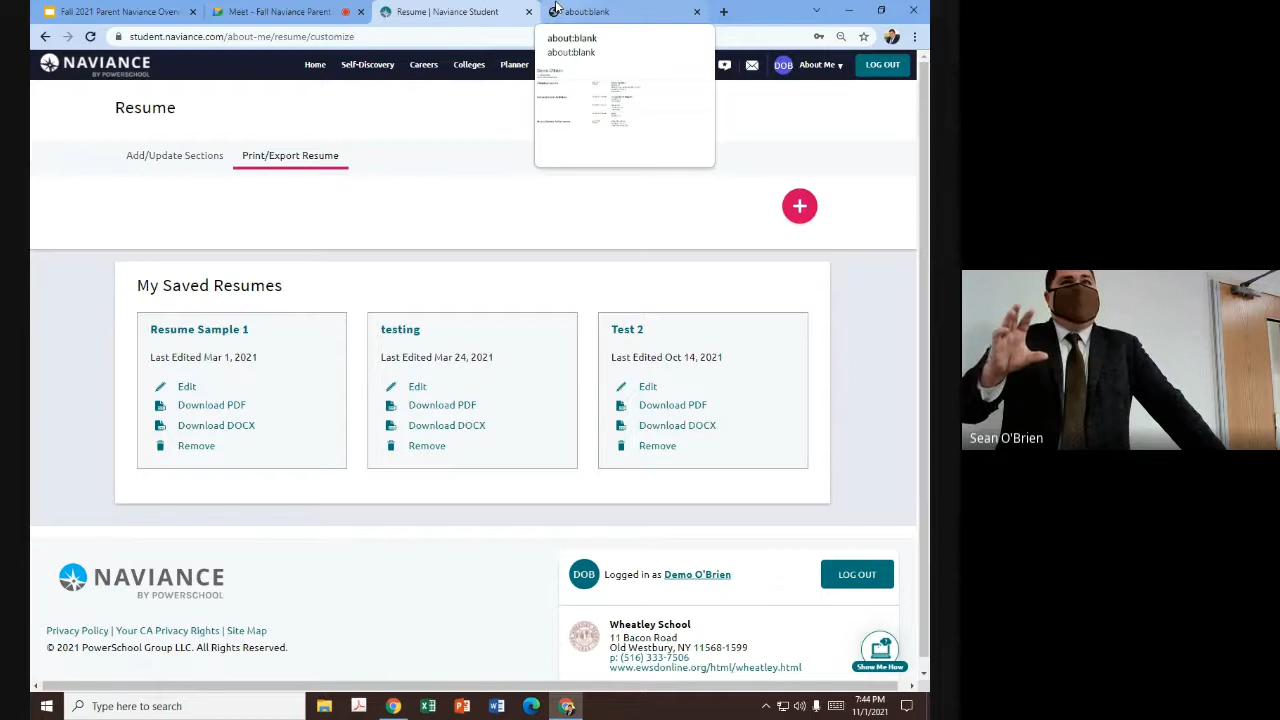 Fall-2021 Parent Naviance Overv
Meet - Fall Naviance Parent
Resume | Naviance Student
about:blank
student.naviance.com/about-me/resume/customize
about:blank
about:blank
NAVIANCE
BY POWERSCHOOL
Home Self-Discovery Careers Colleges Planner
DOB About Me LOG OUT
Resume
Add/Update Sections Print/Export Resume
My Saved Resumes
Resume Sample 1
Last Edited Mar 1, 2021
Edit
Download PDF
Download DOCX
Remove
testing
Last Edited Mar 24, 2021
Edit
Download PDF
Download DOCX
Remove
Test 2
Last Edited Oct 14, 2021
Edit
Download PDF
Download DOCX
Remove
Sean O'Brien
NAVIANCE
BY POWERSCHOOL
Privacy Policy | Your CA Privacy Rights | Site Map
© 2021 PowerSchool Group LLC. All Rights Reserved.
DOB Logged in as Demo O'Brien LOG OUT
Wheatley School
11 Bacon Road
Old Westbury, NY 11568-1599
p: (516) 333-7506
www.ewsdonline.org/html/wheatley.html
Show Me How
Type here to search
7:44 PM
11/1/2021